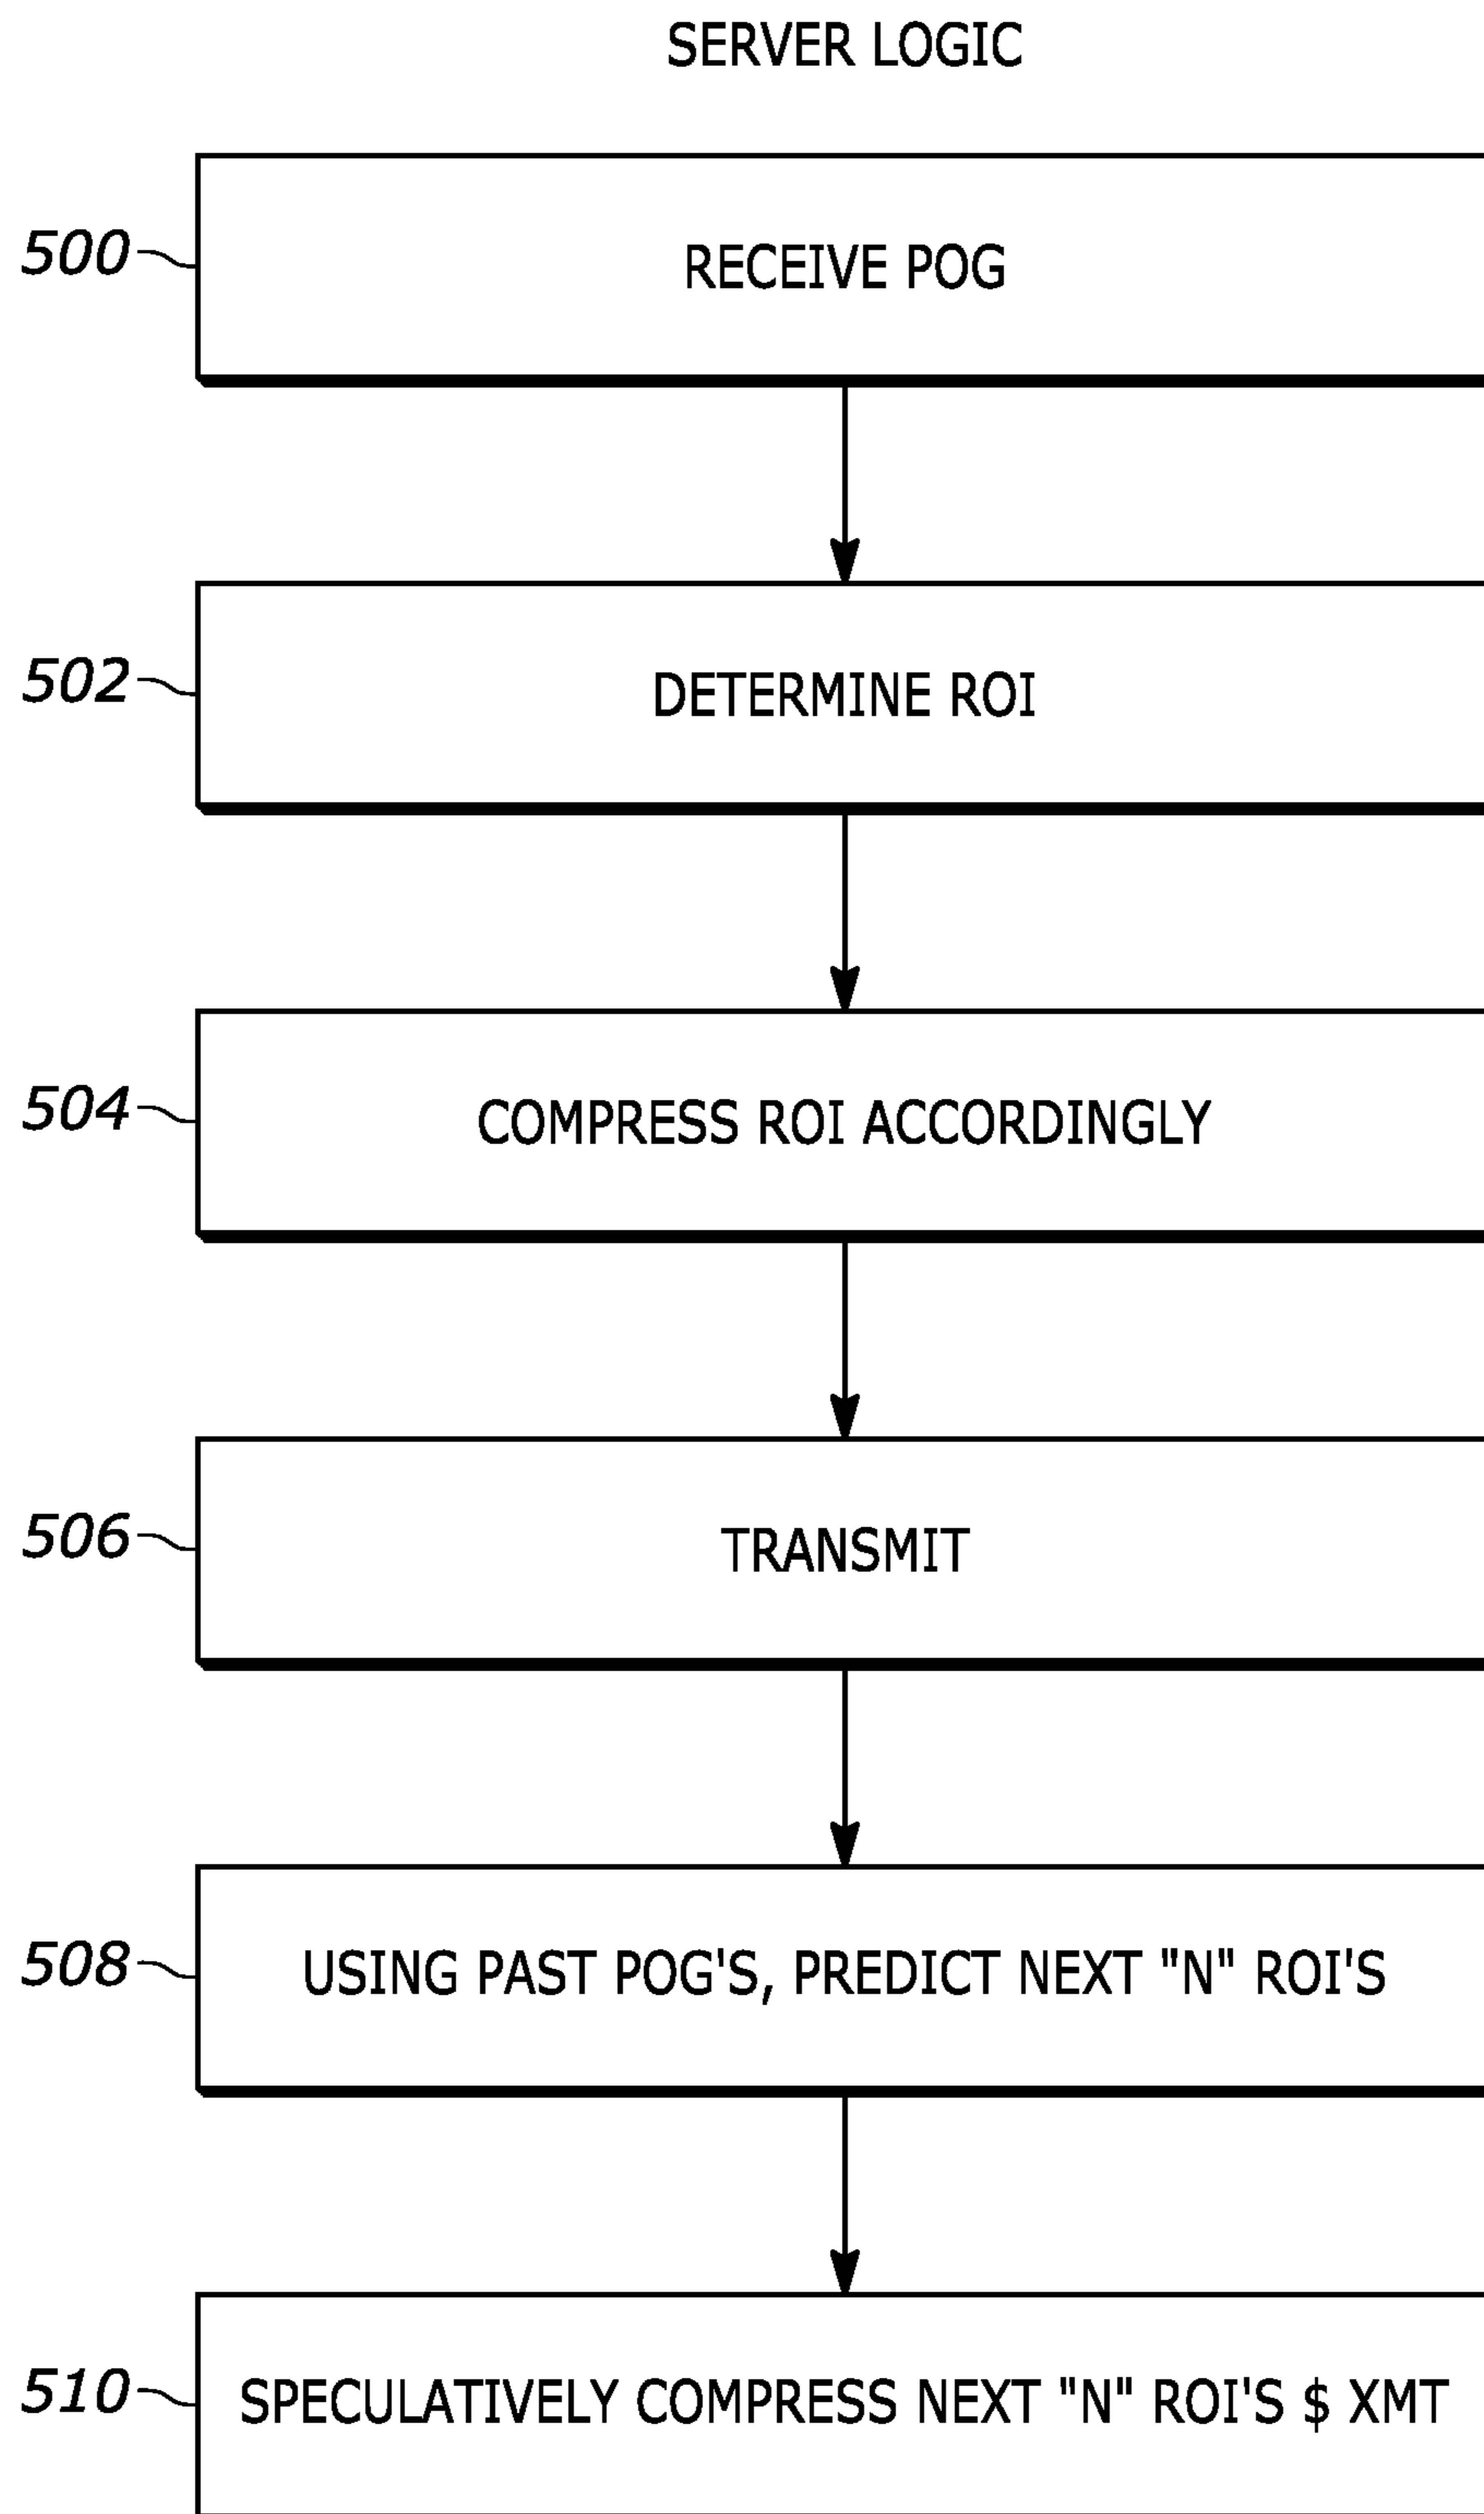 SERVER LOGIC
500
RECEIVE POG
502
DETERMINE ROI
504
COMPRESS ROI ACCORDINGLY
506
TRANSMIT
508
USING PAST POG'S, PREDICT NEXT "N" ROI'S
510
SPECULATIVELY COMPRESS NEXT "N" ROI'S $ XMT